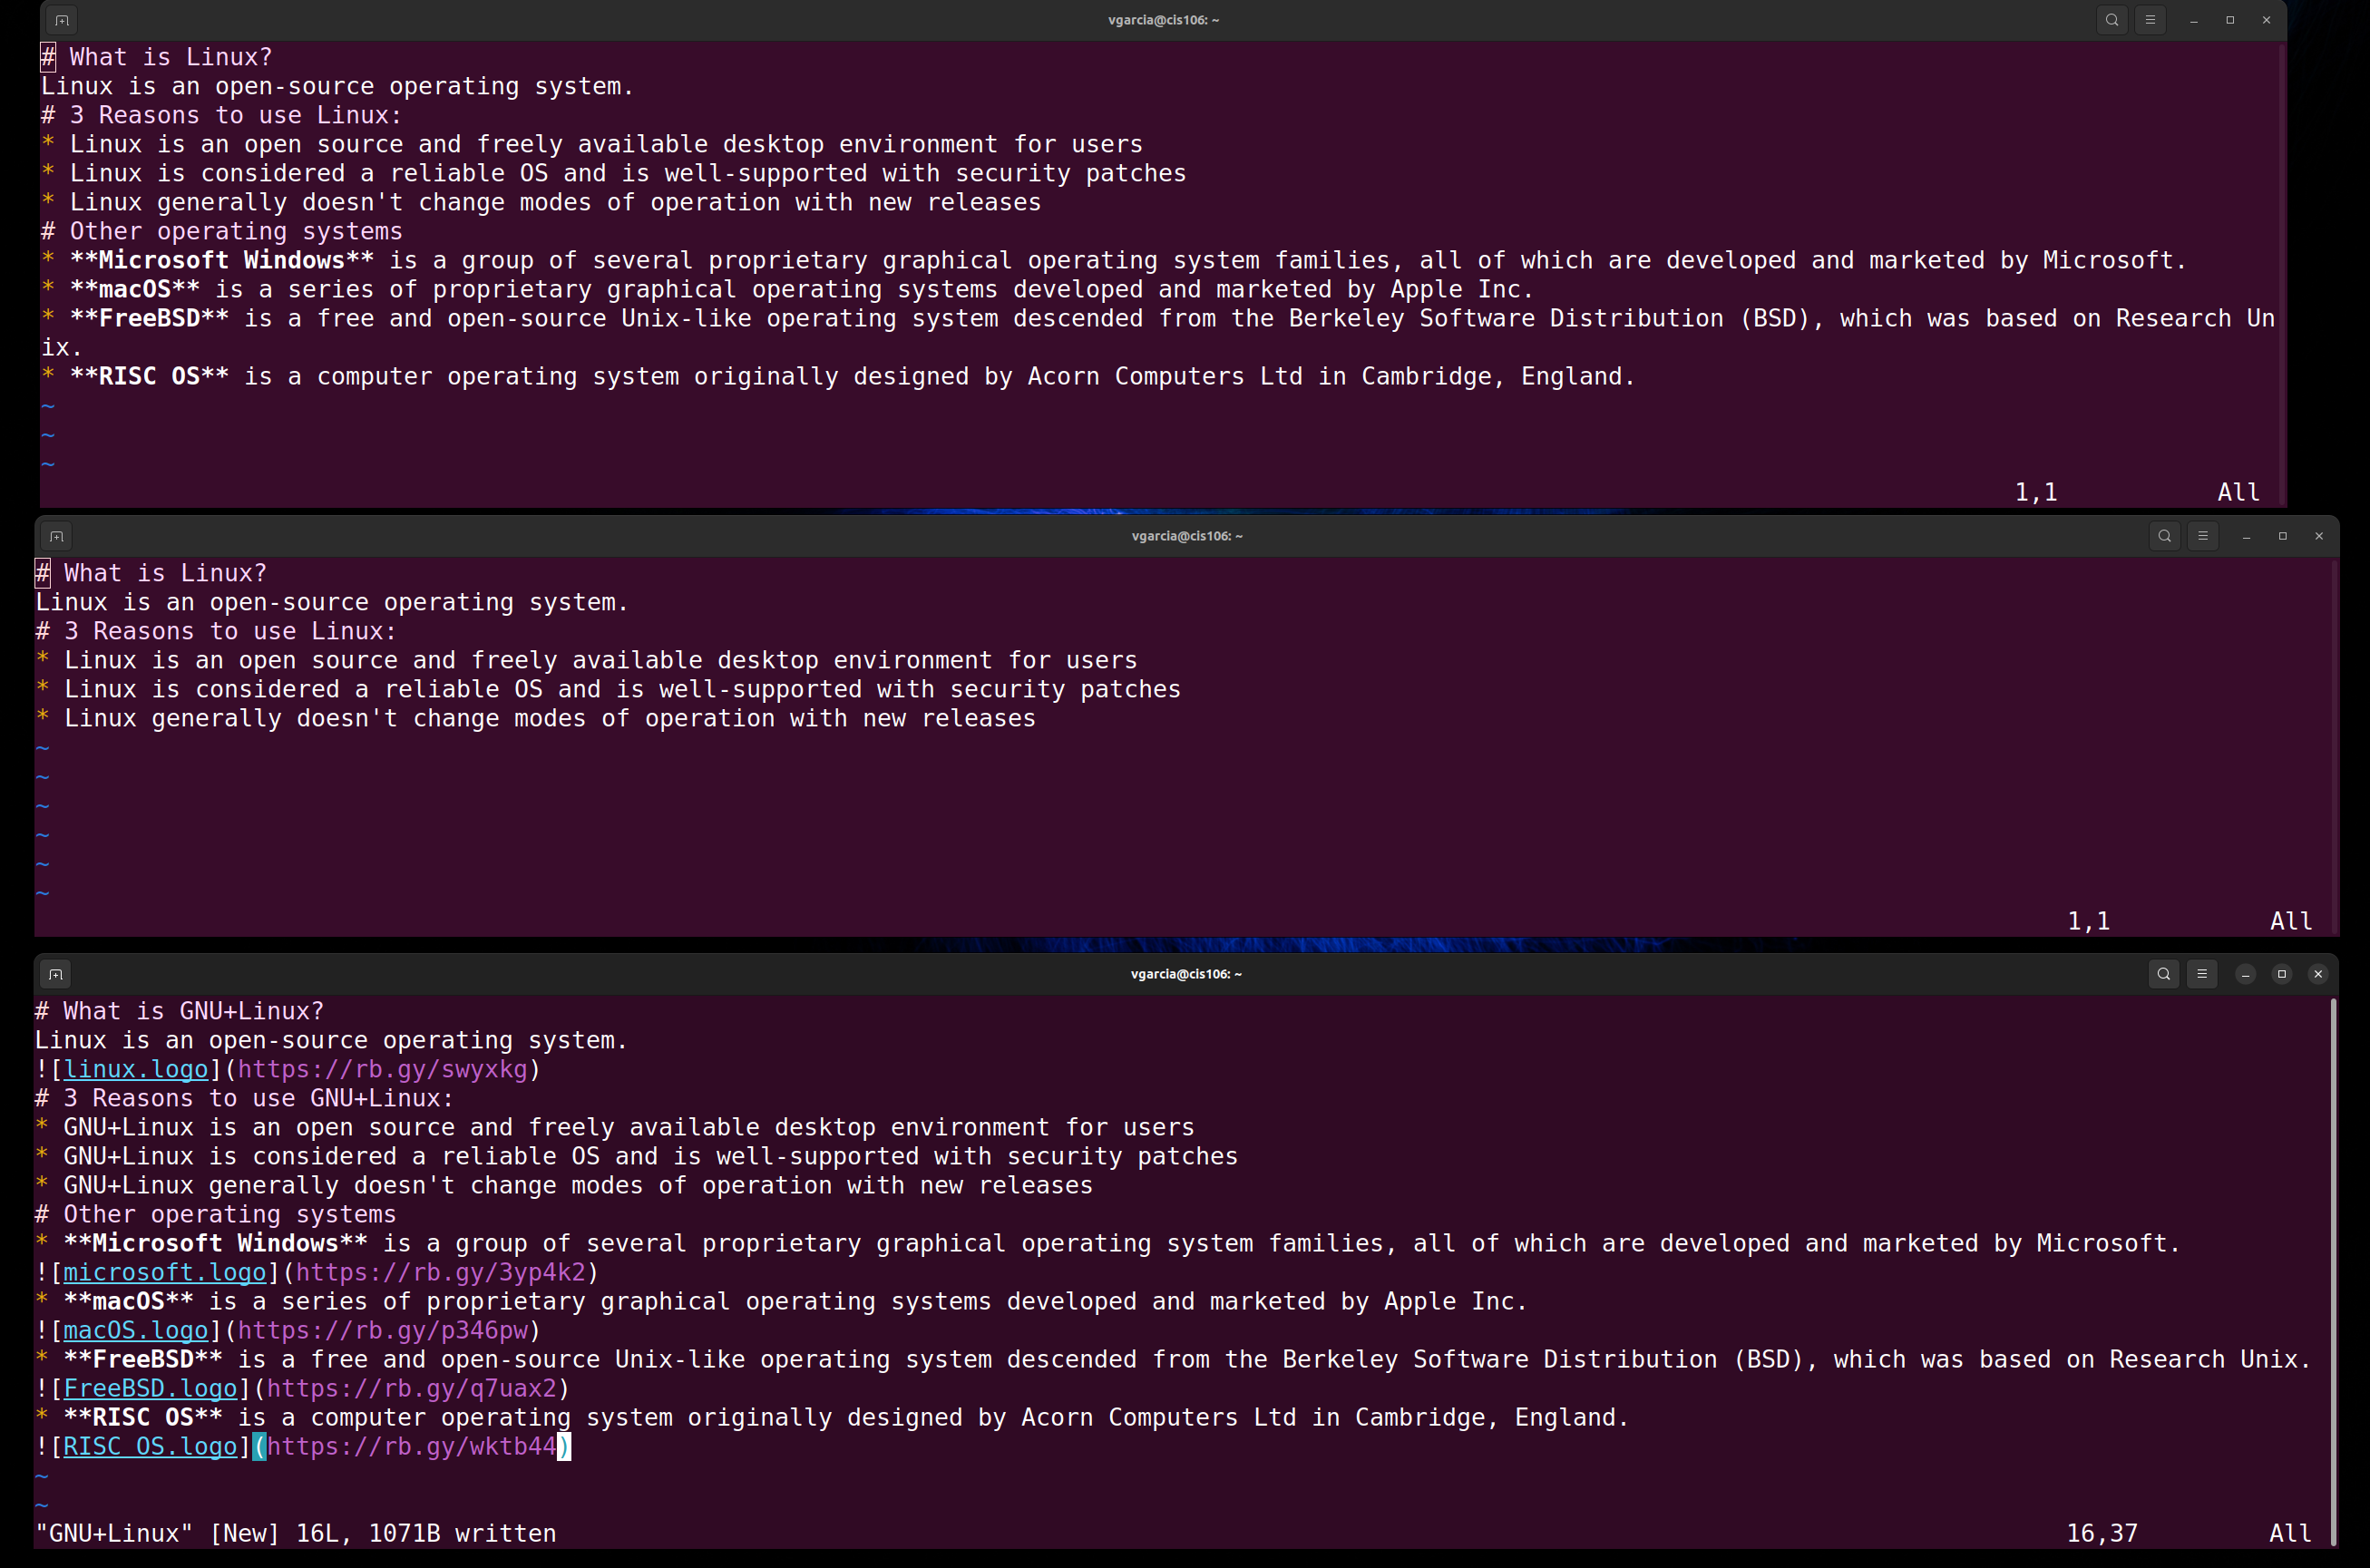 vgarcia@cis106: ~
# What is Linux?
Linux is an open-source operating system.
# 3 Reasons to use Linux:
* Linux is an open source and freely available desktop environment for users
* Linux is considered a reliable OS and is well-supported with security patches
* Linux generally doesn't change modes of operation with new releases
# Other operating systems
* **Microsoft Windows** is a group of several proprietary graphical operating system families, all of which are developed and marketed by Microsoft.
* **macOS** is a series of proprietary graphical operating systems developed and marketed by Apple Inc.
* **FreeBSD** is a free and open-source Unix-like operating system descended from the Berkeley Software Distribution (BSD), which was based on Research Un
ix.
* **RISC OS** is a computer operating system originally designed by Acorn Computers Ltd in Cambridge, England.
~
~
~
1,1 All
vgarcia@cis106: ~
# What is Linux?
Linux is an open-source operating system.
# 3 Reasons to use Linux:
* Linux is an open source and freely available desktop environment for users
* Linux is considered a reliable OS and is well-supported with security patches
* Linux generally doesn't change modes of operation with new releases
~
~
~
~
~
~
1,1 All
vgarcia@cis106: ~
# What is GNU+Linux?
Linux is an open-source operating system.
![linux.logo](https://rb.gy/swyxkg)
# 3 Reasons to use GNU+Linux:
* GNU+Linux is an open source and freely available desktop environment for users
* GNU+Linux is considered a reliable OS and is well-supported with security patches
* GNU+Linux generally doesn't change modes of operation with new releases
# Other operating systems
* **Microsoft Windows** is a group of several proprietary graphical operating system families, all of which are developed and marketed by Microsoft.
![microsoft.logo](https://rb.gy/3yp4k2)
* **macOS** is a series of proprietary graphical operating systems developed and marketed by Apple Inc.
![macOS.logo](https://rb.gy/p346pw)
* **FreeBSD** is a free and open-source Unix-like operating system descended from the Berkeley Software Distribution (BSD), which was based on Research Unix.
![FreeBSD.logo](https://rb.gy/q7uax2)
* **RISC OS** is a computer operating system originally designed by Acorn Computers Ltd in Cambridge, England.
![RISC OS.logo](https://rb.gy/wktb44)
~
~
"GNU+Linux" [New] 16L, 1071B written 16,37 All